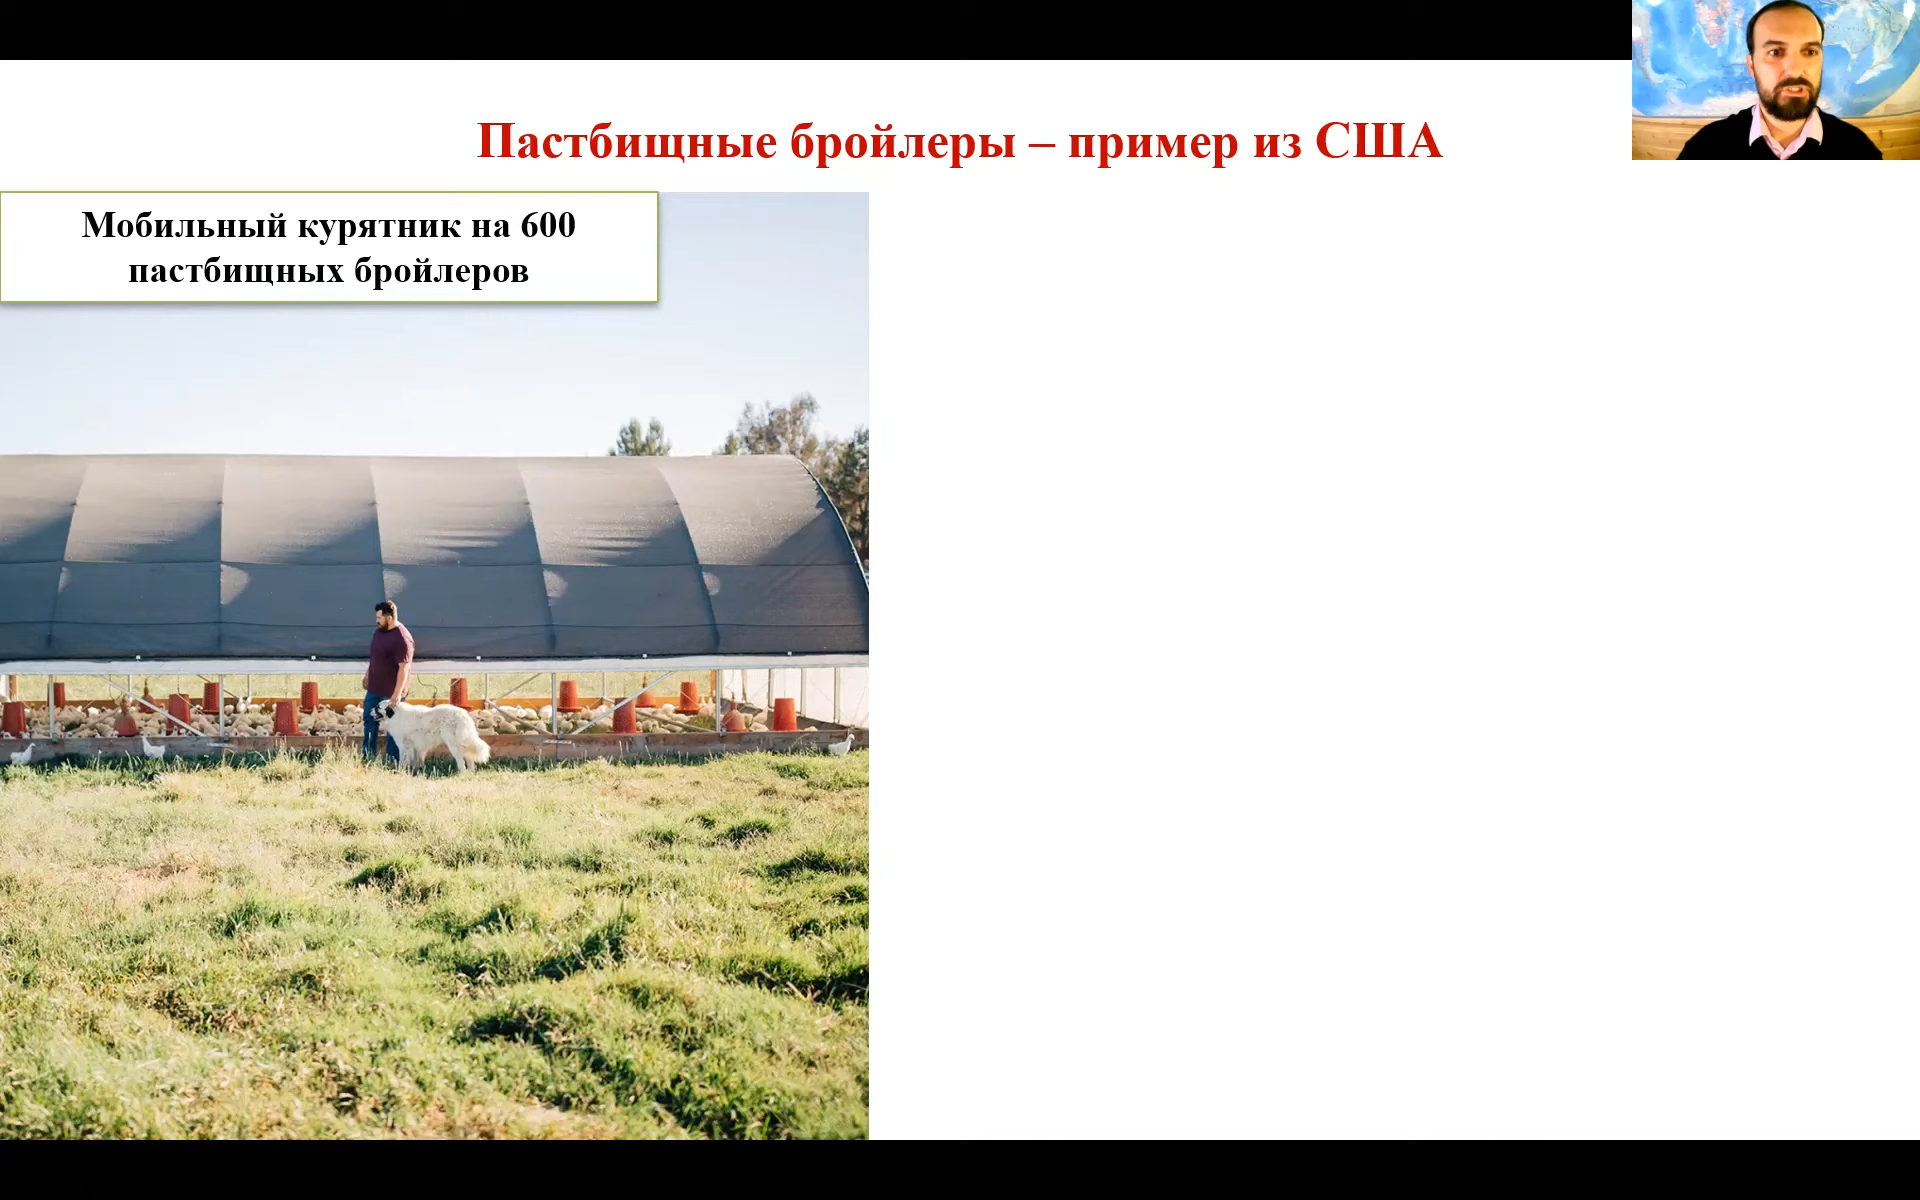 Пастбищные бройлеры – пример из США
Мобильный курятник на 600
пастбищных бройлеров